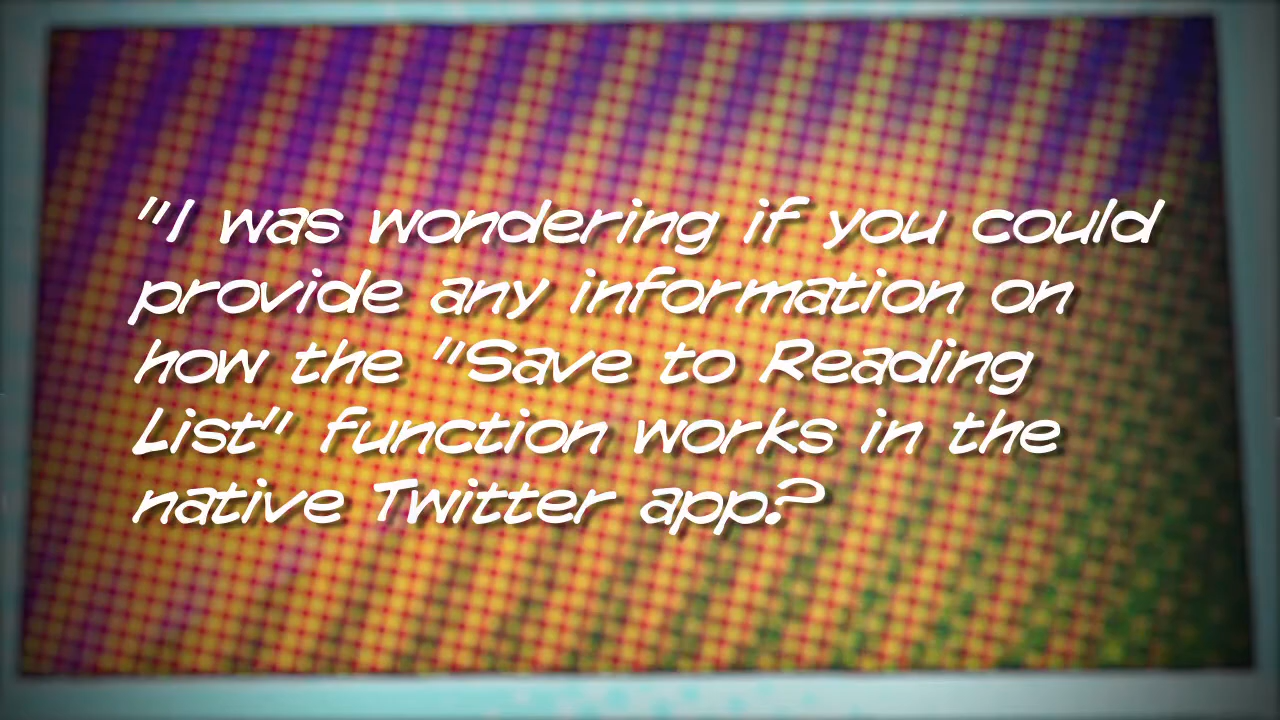 "I was wondering if you could
provide any information on
how the "Save to Reading
List" function works in the
native Twitter app?